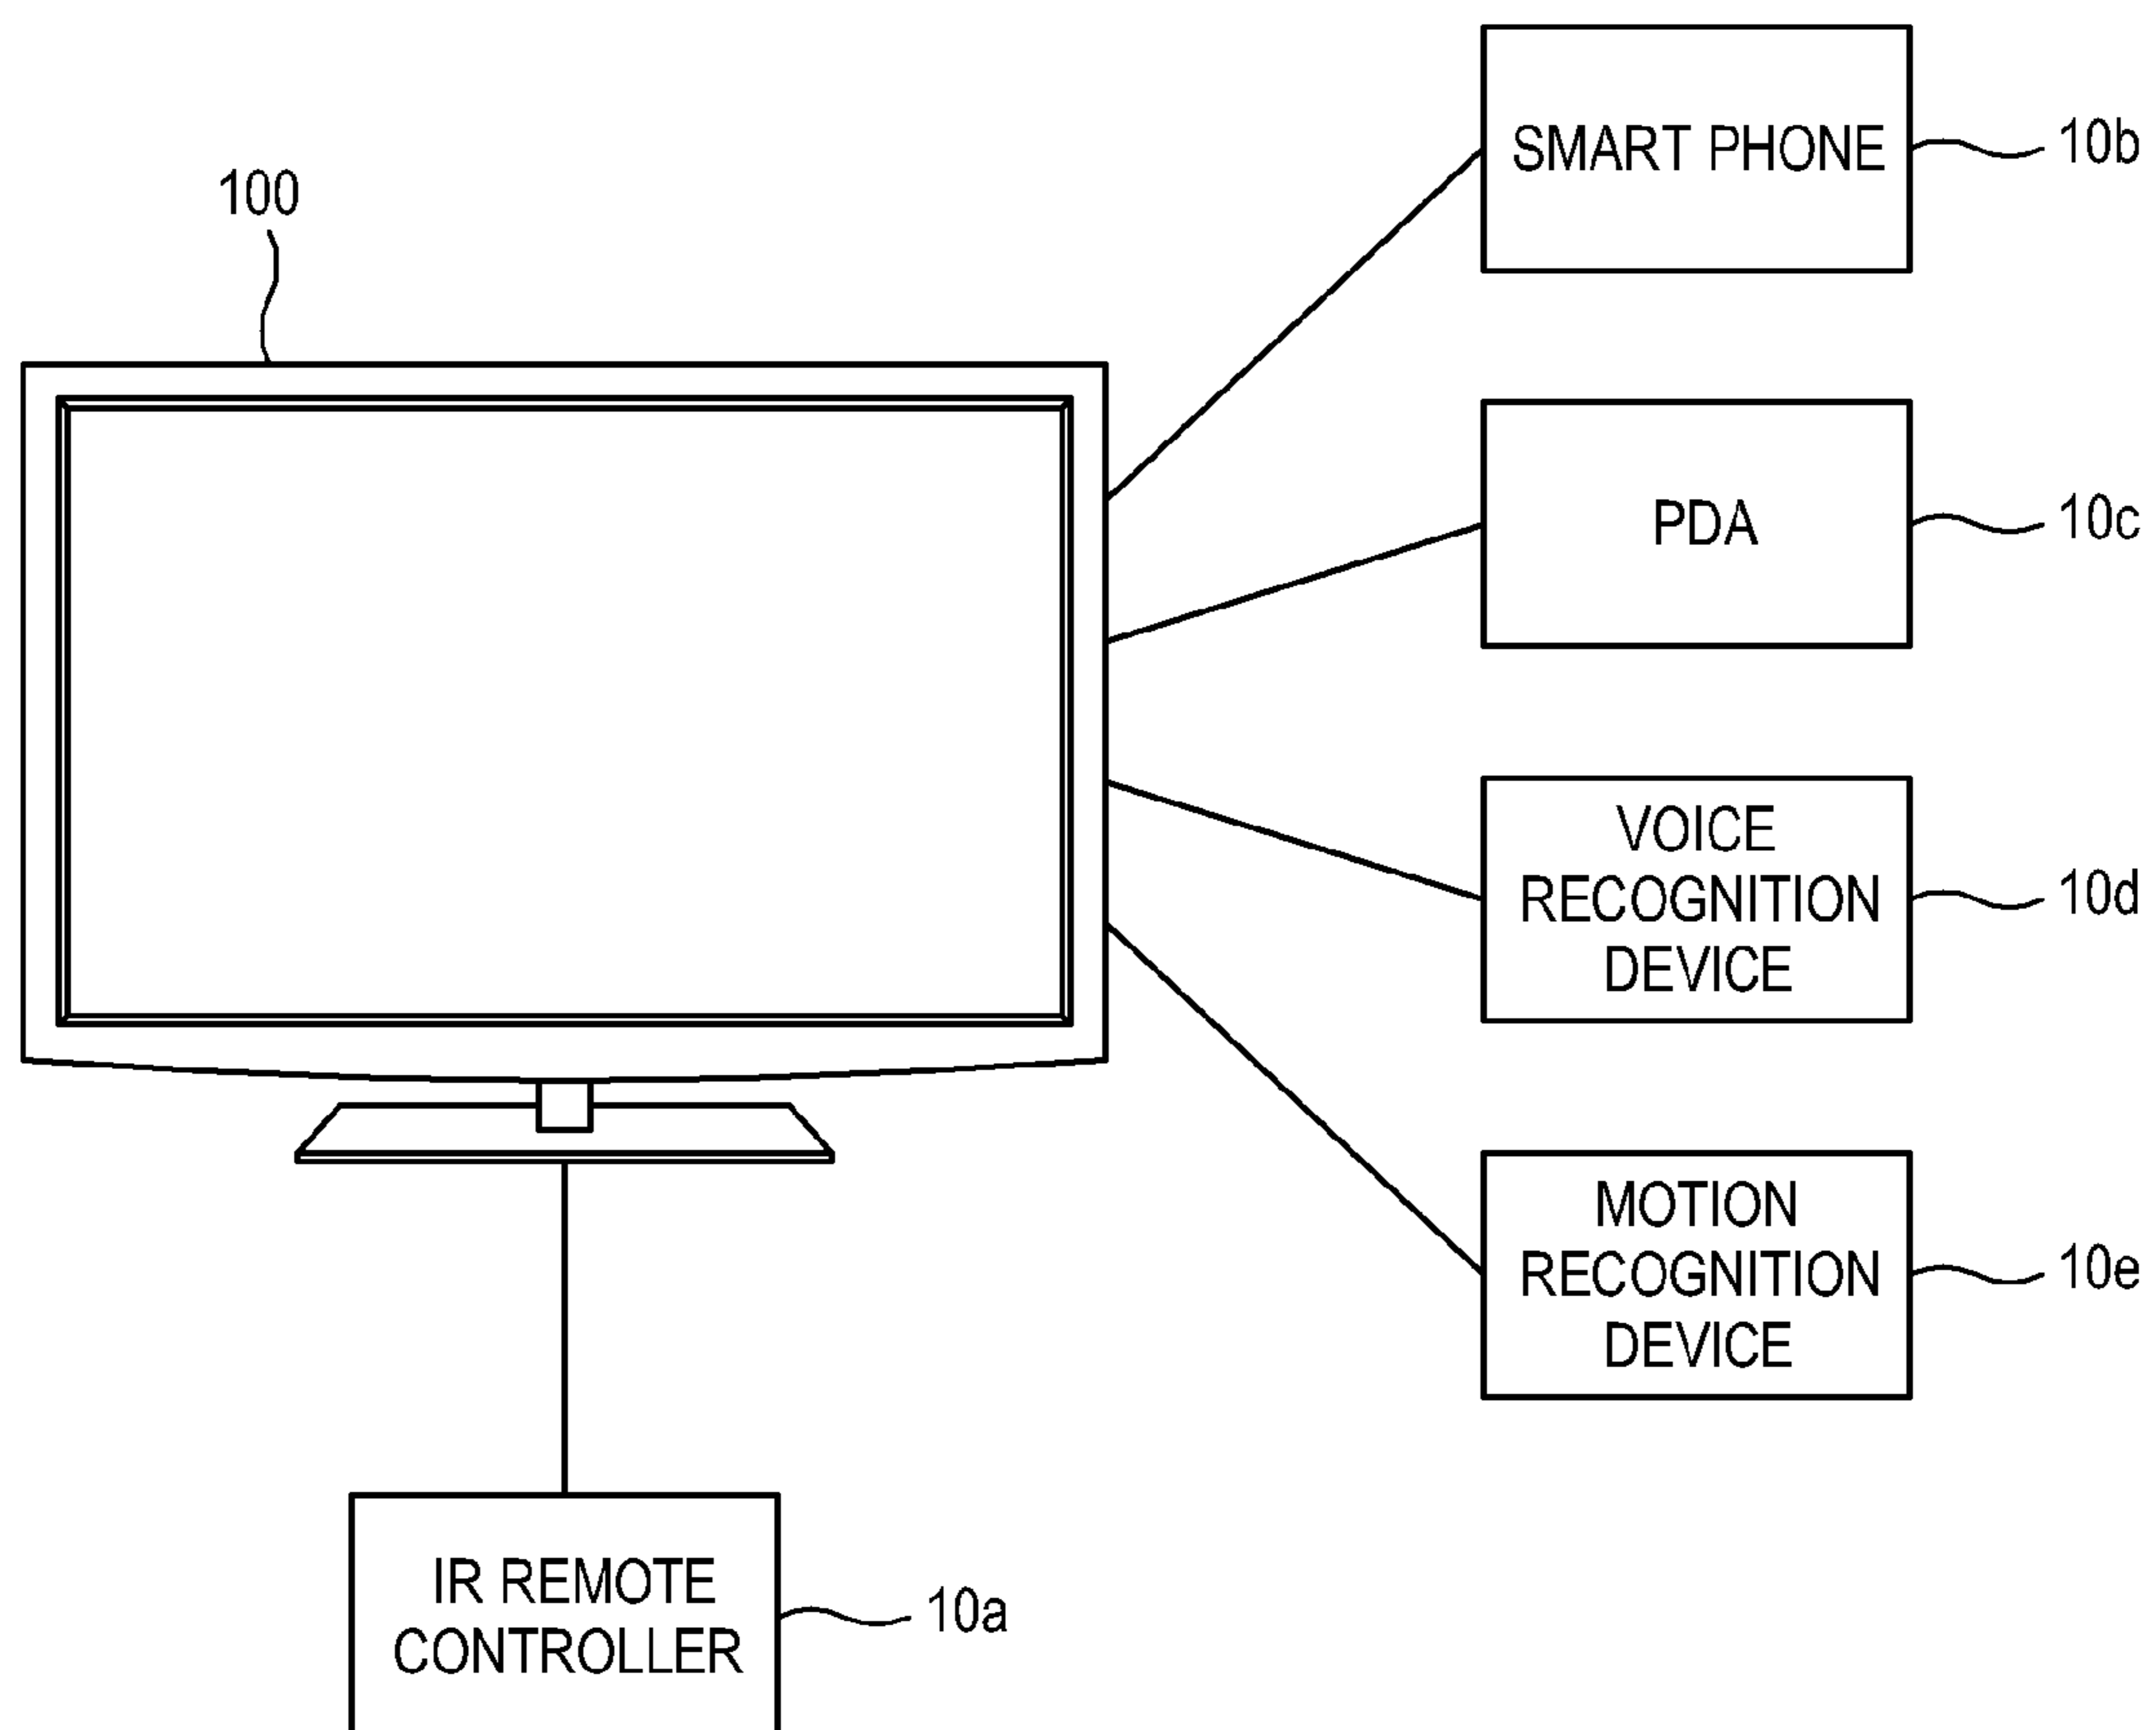 100
SMART PHONE
10b
PDA
10c
VOICE
RECOGNITION
DEVICE
10d
MOTION
RECOGNITION
DEVICE
10e
IR REMOTE
CONTROLLER
10a